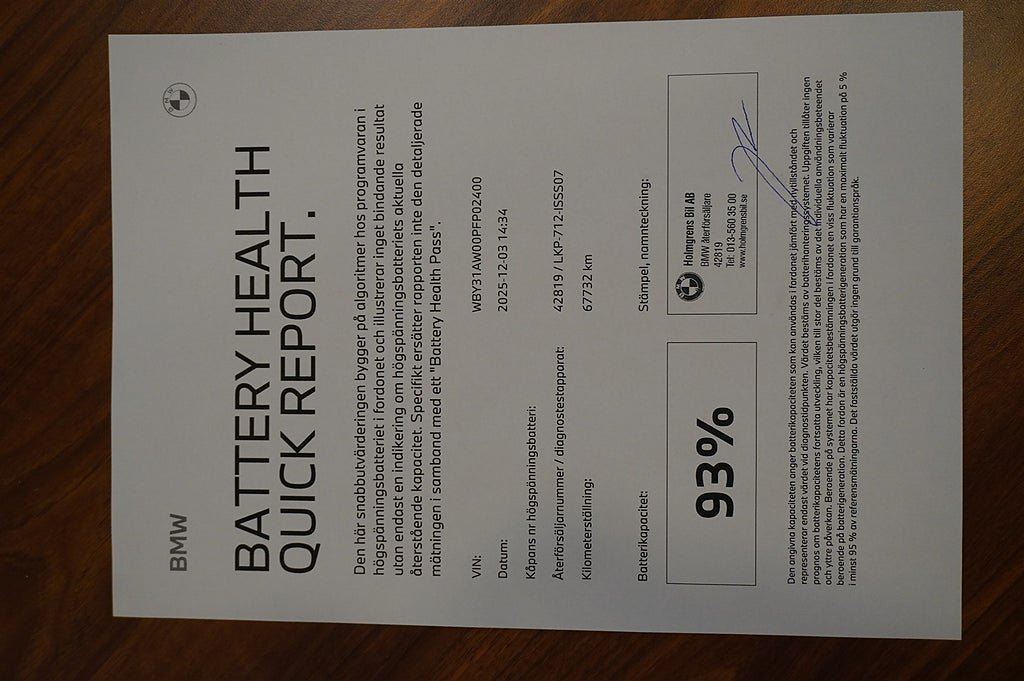 BMW
BATTERY HEALTH
QUICK REPORT.
Den här snabbutvärderingen bygger på algoritmer hos programvaran i
högspänningsbatteriet i fordonet och illustrerar inget bindande resultat
utan endast en indikering om högspänningsbatteriets aktuella
återstående kapacitet. Specifikt ersätter rapporten inte den detaljerade
mätningen i samband med ett "Battery Health Pass".
VIN: WBY31AW00PFP02400
Datum: 2025-12-03 14:34
Kåpans nr högspänningsbatteri:
Återförsäljornummer / diagnostestapparat: 42819 / LKP-712-ISSS07
Kilometerställning: 67732 km
Batterikapacitet: Stämpel, namnteckning:
93%
Holmgrens Bil AB
BMW återförsäljare
42819
Tel: 013-560 35 00
www.holmgrensbil.se
Den angivna kapaciteten anger batterikapaciteten som kan användas i fordonet jämfört med nytillståndet och
representerar endast värdet vid diagnostidpunkten. Värdet bestäms av batterihanteringssystemet. Uppgiften tillåter ingen
prognos om batterikapacitetens fortsatta utveckling, vilken till stor del bestäms av det individuella användningsbeteendet
och yttre påverkan. Beroende på systemet har kapacitetsbestämningen i fordonet en viss fluktuation som varierar
beroende på batterigeneration. Detta fordon är en högspänningsbatterigeneration som har en maximalt fluktuation på 5 %
i minst 95 % av referensmätningarna. Det fastställda värdet utgör ingen grund till garantianspråk.